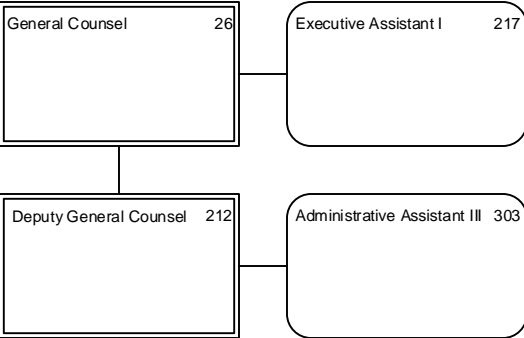 General Counsel 26
Executive Assistant I 217
Deputy General Counsel 212
Administrative Assistant III 303